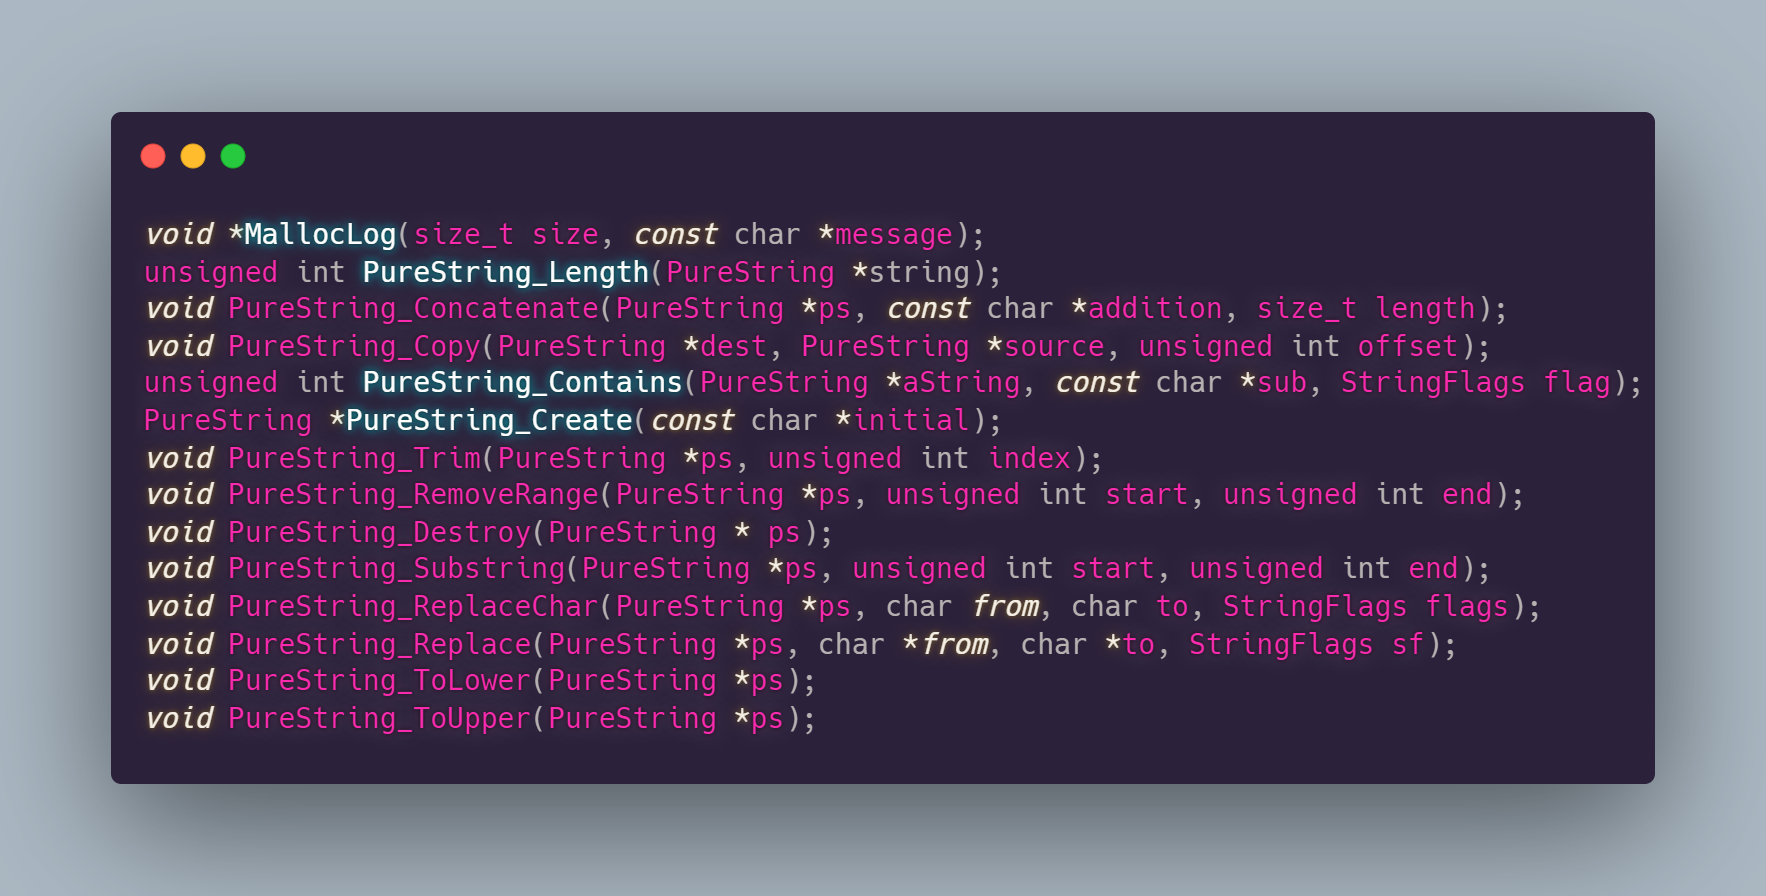 void *MallocLog(size_t size, const char *message);
unsigned int PureString_Length(PureString *string);
void PureString_Concatenate(PureString *ps, const char *addition, size_t length);
void PureString_Copy(PureString *dest, PureString *source, unsigned int offset);
unsigned int PureString_Contains(PureString *aString, const char *sub, StringFlags flag);
PureString *PureString_Create(const char *initial);
void PureString_Trim(PureString *ps, unsigned int index);
void PureString_RemoveRange(PureString *ps, unsigned int start, unsigned int end);
void PureString_Destroy(PureString * ps);
void PureString_Substring(PureString *ps, unsigned int start, unsigned int end);
void PureString_ReplaceChar(PureString *ps, char from, char to, StringFlags flags);
void PureString_Replace(PureString *ps, char *from, char *to, StringFlags sf);
void PureString_ToLower(PureString *ps);
void PureString_ToUpper(PureString *ps);